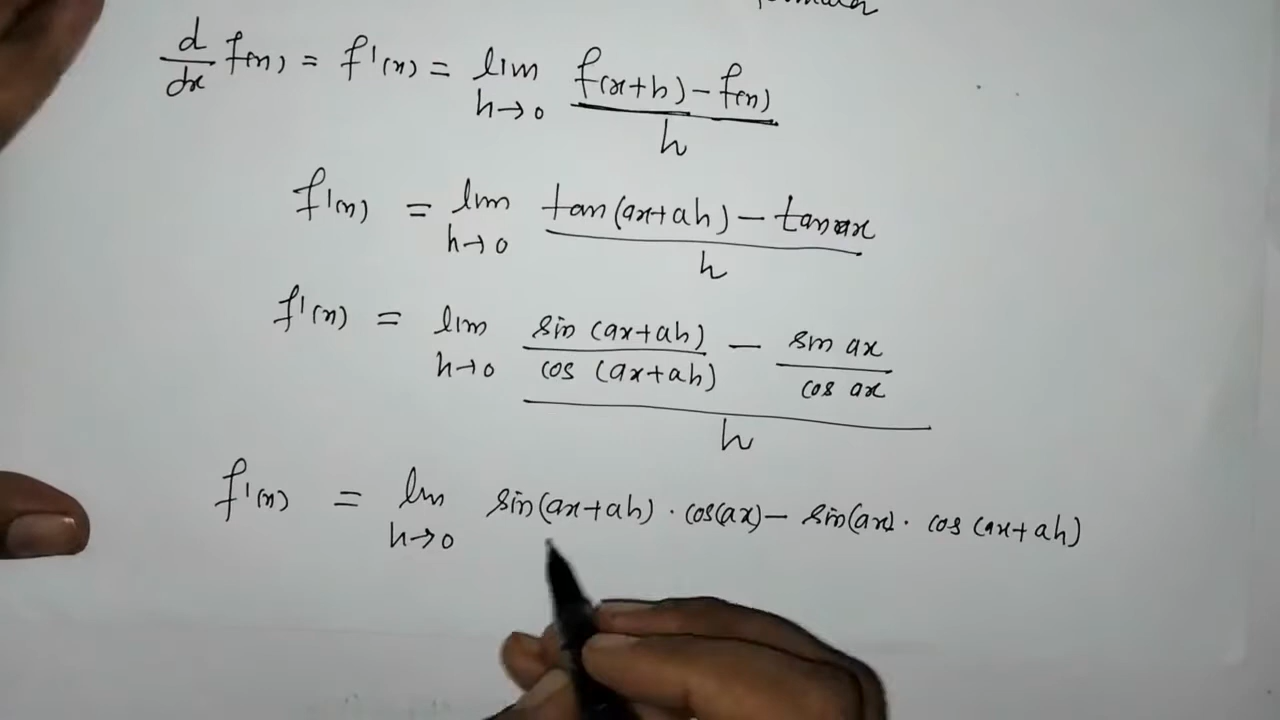 formula
d/dx f(x) = f'(x) = lim h→0 f(x+h) - f(x) / h
f'(x) = lim h→0 tan(ax+ah) - tan ax / h
f'(x) = lim h→0 sin (ax+ah) / cos (ax+ah) - sin ax / cos ax / h
f'(x) = lim h→0 sin(ax+ah) · cos(ax) - sin(ax) · cos (ax+ah)